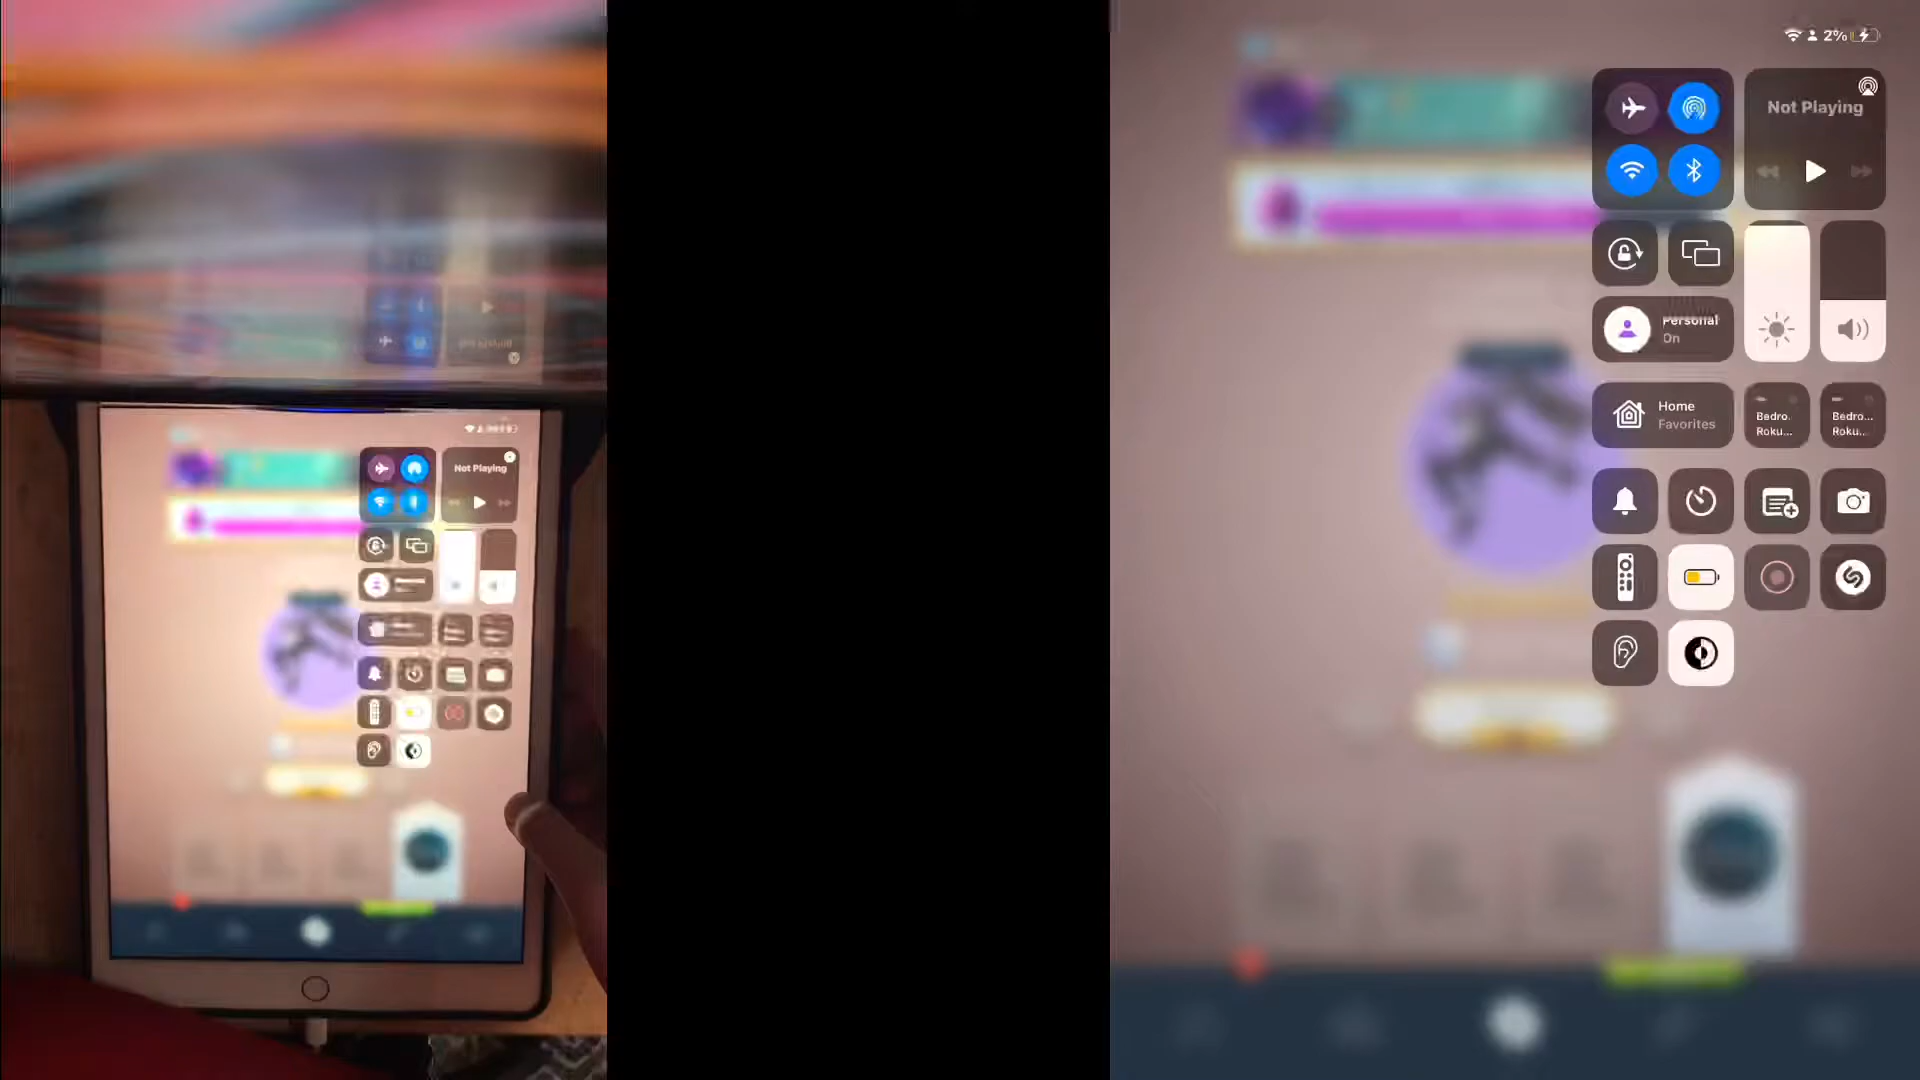 2%
Not Playing
Personal
On
Home
Favorites
Bedro.
Roku...
Bedro...
Roku...
Not Playing